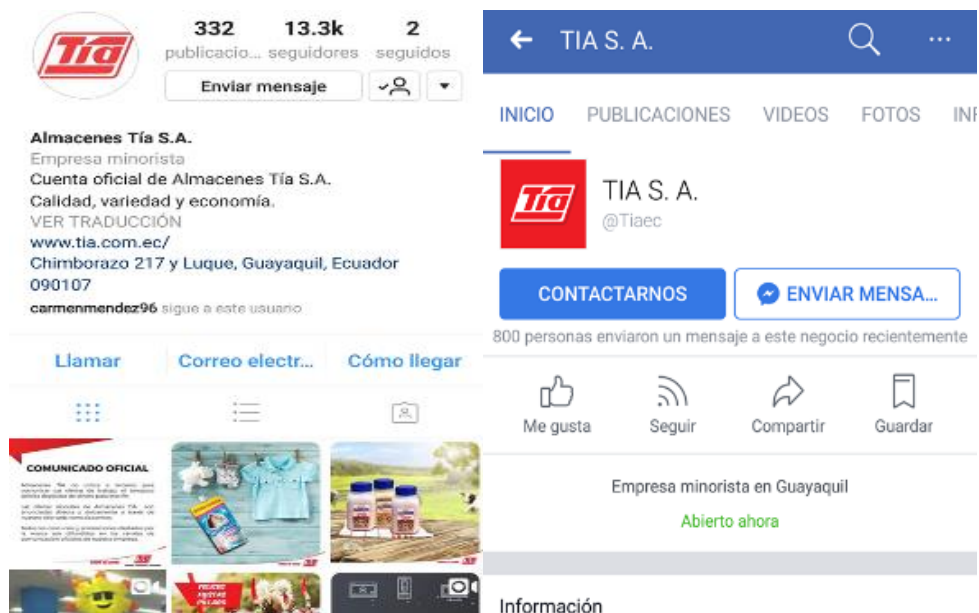 Tía
332 13.3k 2
publicacio... seguidores seguidos
Enviar mensaje
Almacenes Tía S.A.
Empresa minorista
Cuenta oficial de Almacenes Tía S.A.
Calidad, variedad y economía.
VER TRADUCCIÓN
www.tia.com.ec/
Chimborazo 217 y Luque, Guayaquil, Ecuador
090107
carmenmendez96 sigue a este usuario
Llamar Correo electr... Cómo llegar
COMUNICADO OFICIAL
TIA S. A.
INICIO PUBLICACIONES VIDEOS FOTOS INF
Tía
TIA S. A.
@Tiaec
CONTACTARNOS ENVIAR MENSA...
800 personas enviaron un mensaje a este negocio recientemente
Me gusta Seguir Compartir Guardar
Empresa minorista en Guayaquil
Abierto ahora
Información